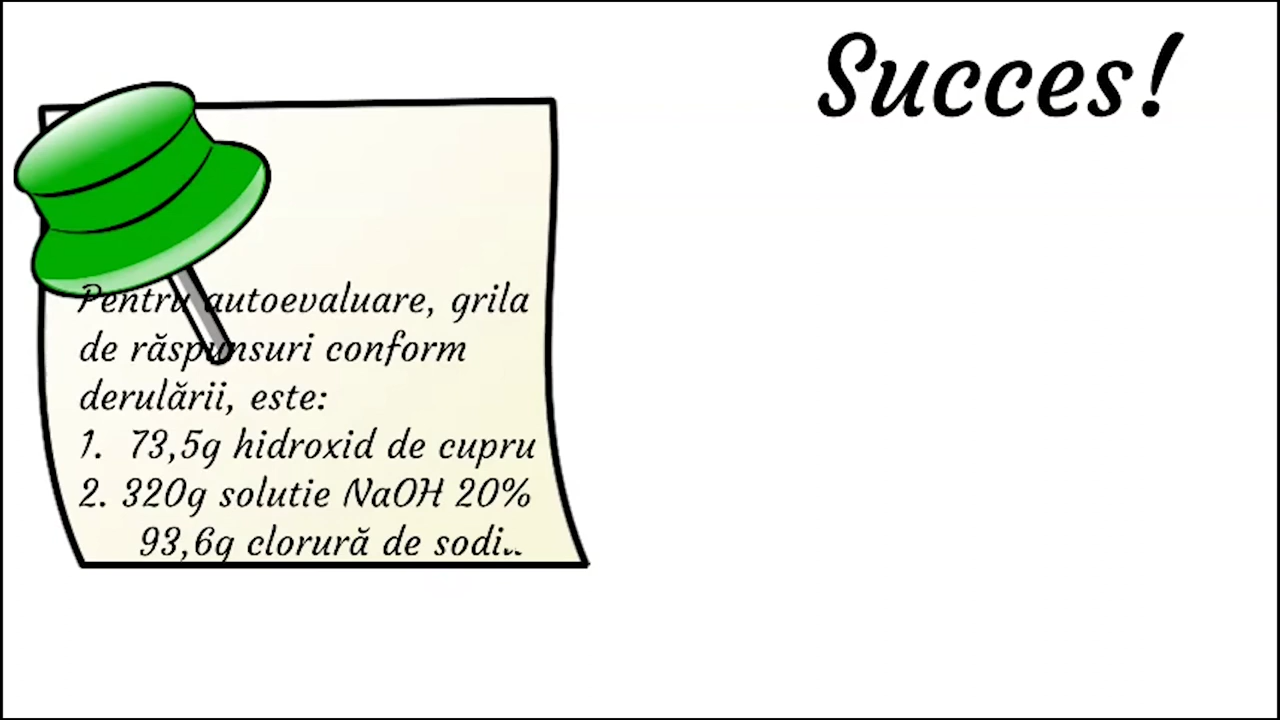 Succes!
Pentru autoevaluare, grila
de răspunsuri conform
derulării, este:
1. 73,5g hidroxid de cupru
2. 320g solutie NaOH 20%
93,6g clorură de sodi..